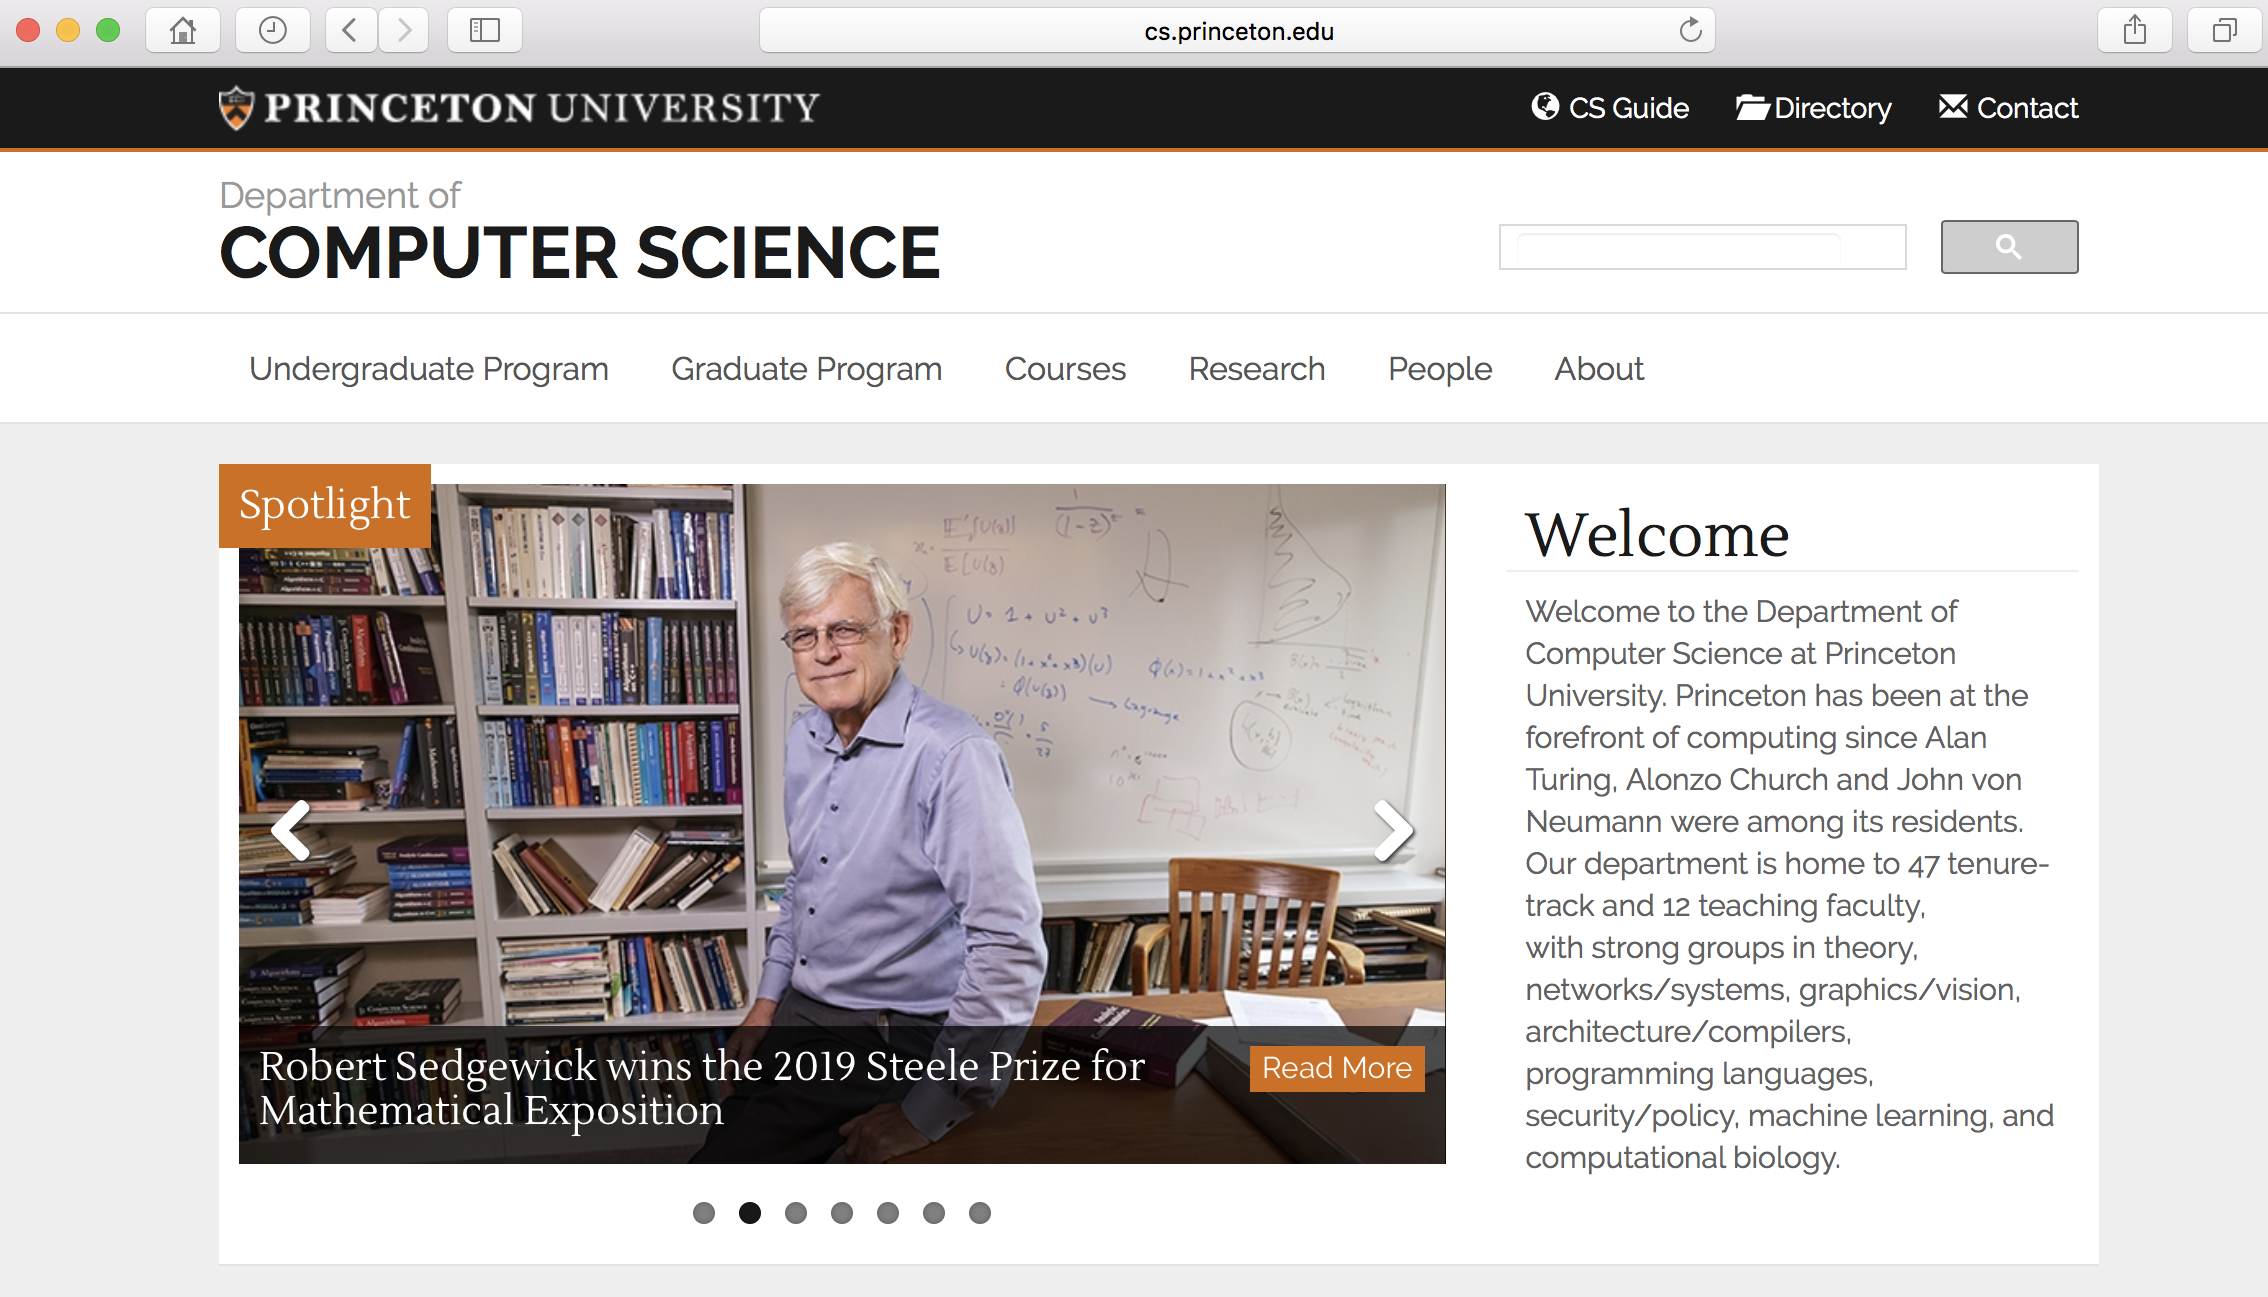 cs.princeton.edu
PRINCETON UNIVERSITY
CS Guide
Directory
Contact
Department of
COMPUTER SCIENCE
Undergraduate Program
Graduate Program
Courses
Research
People
About
Spotlight
U = 1 + u² + u³
Lagrange
Robert Sedgewick wins the 2019 Steele Prize for
Mathematical Exposition
Read More
Welcome
Welcome to the Department of
Computer Science at Princeton
University. Princeton has been at the
forefront of computing since Alan
Turing, Alonzo Church and John von
Neumann were among its residents.
Our department is home to 47 tenure-
track and 12 teaching faculty,
with strong groups in theory,
networks/systems, graphics/vision,
architecture/compilers,
programming languages,
security/policy, machine learning, and
computational biology.